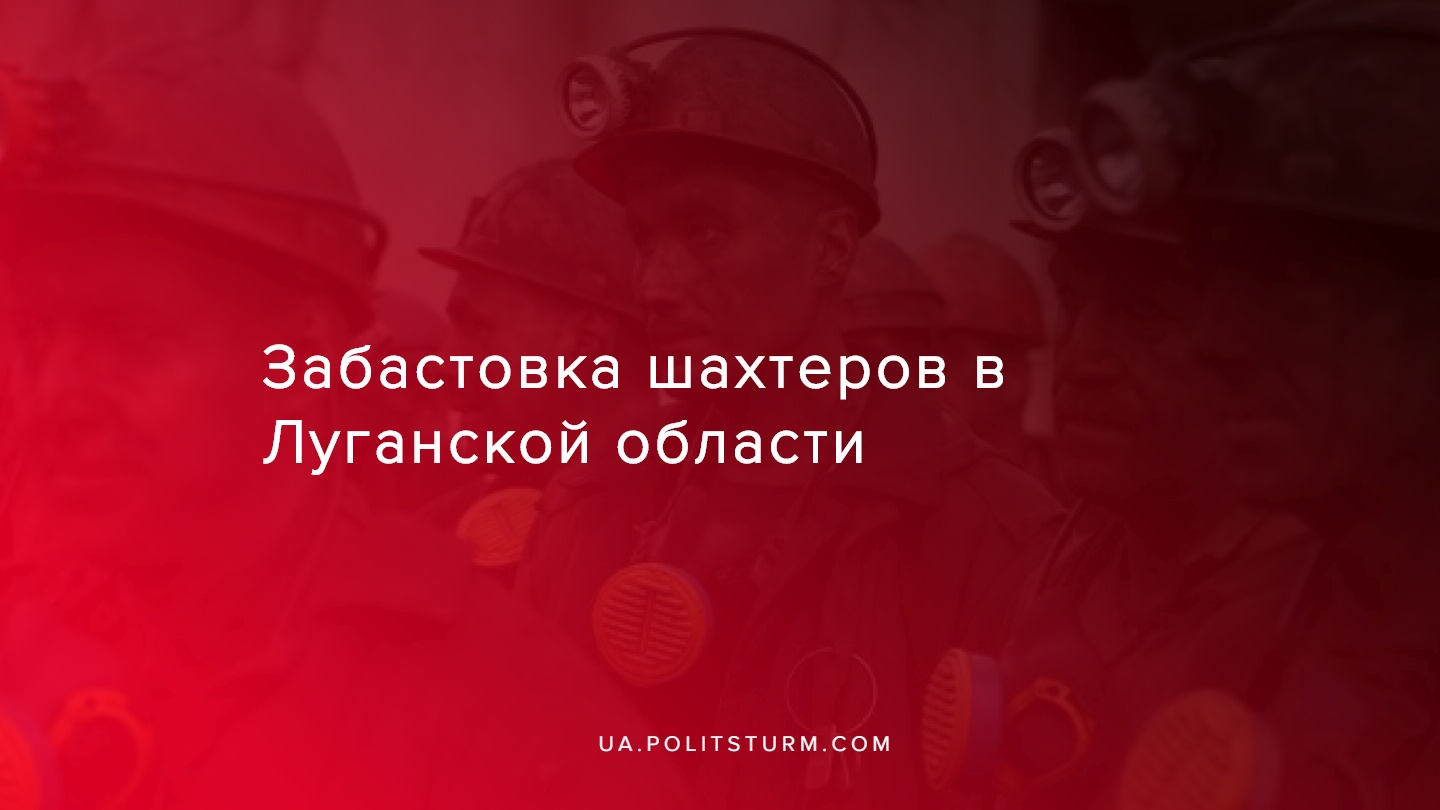 Забастовка шахтеров в
Луганской области
UA.POLITSTURM.COM